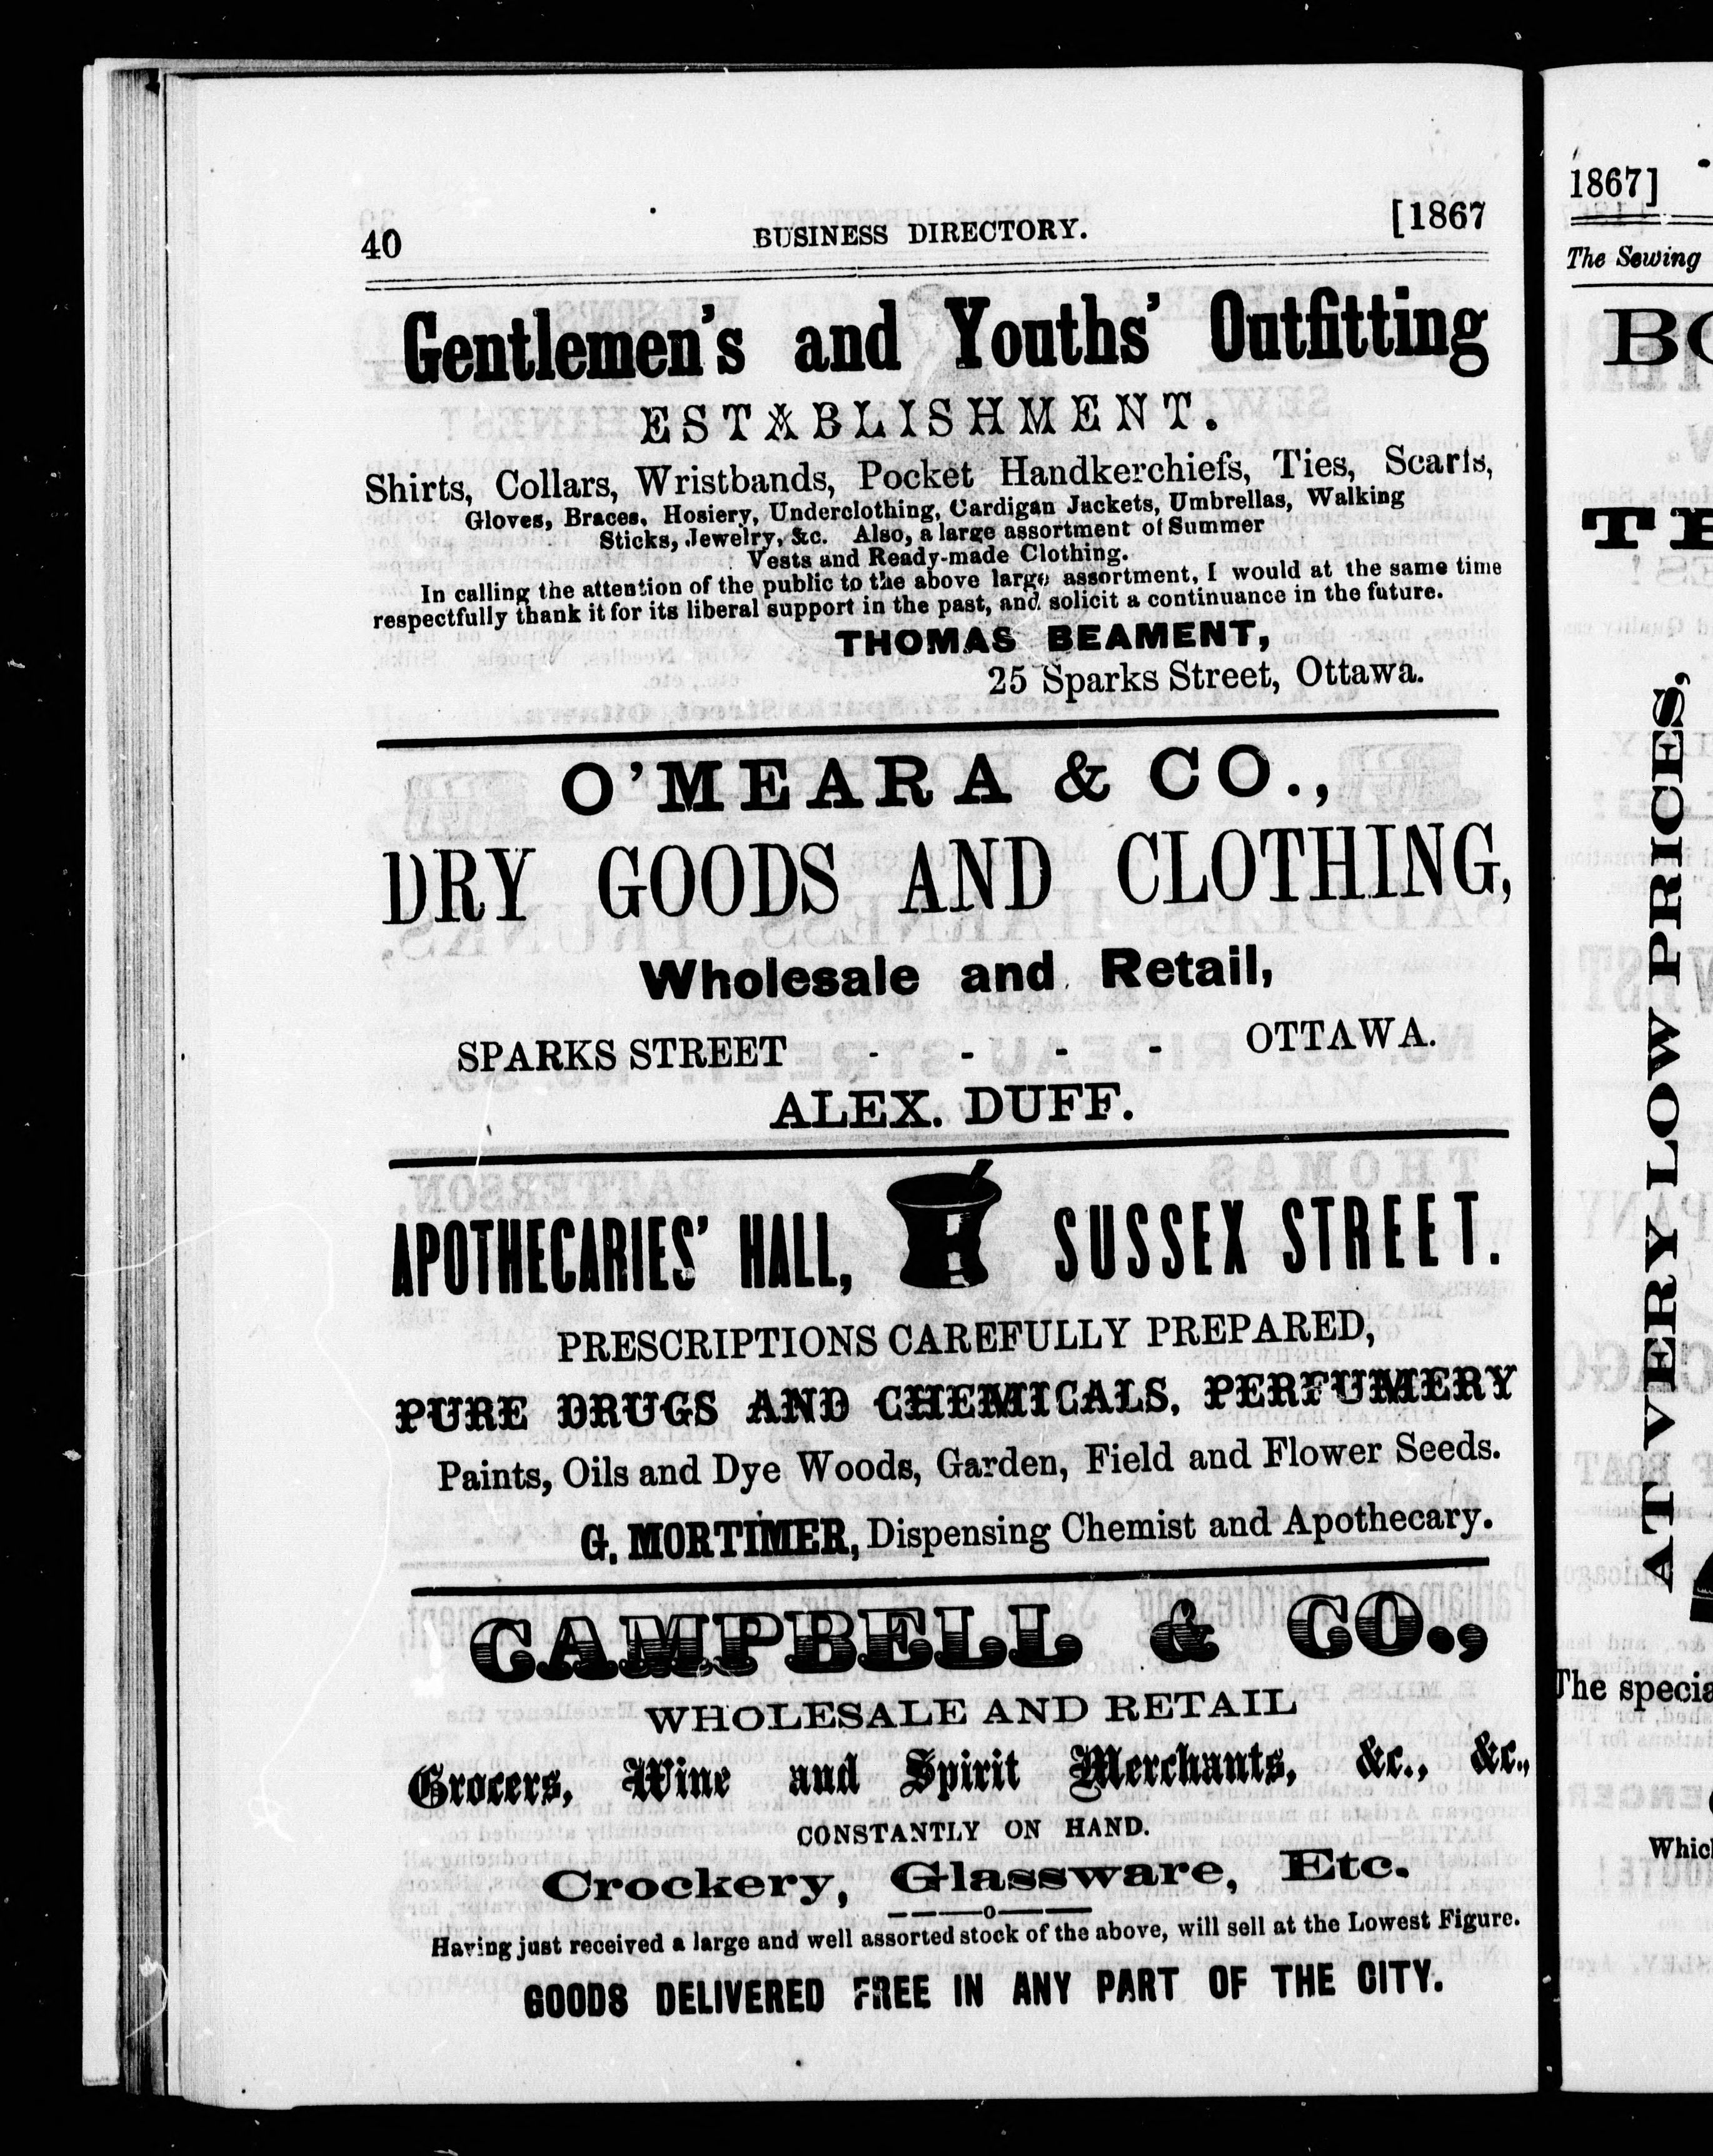 40 BUSINESS DIRECTORY. [1867
Gentlemen's and Youths' Outfitting
ESTABLISHMENT.
Shirts, Collars, Wristbands, Pocket Handkerchiefs, Ties, Scarfs,
Gloves, Braces, Hosiery, Underclothing, Cardigan Jackets, Umbrellas, Walking
Sticks, Jewelry, &c. Also, a large assortment of Summer
Vests and Ready-made Clothing.
In calling the attention of the public to the above large assortment, I would at the same time
respectfully thank it for its liberal support in the past, and solicit a continuance in the future.
THOMAS BEAMENT,
25 Sparks Street, Ottawa.
O'MEARA & CO.,
DRY GOODS AND CLOTHING,
Wholesale and Retail,
SPARKS STREET - - - - OTTAWA.
ALEX. DUFF.
APOTHECARIES' HALL, SUSSEX STREET.
PRESCRIPTIONS CAREFULLY PREPARED,
PURE DRUGS AND CHEMICALS, PERFUMERY
Paints, Oils and Dye Woods, Garden, Field and Flower Seeds.
G. MORTIMER, Dispensing Chemist and Apothecary.
CAMPBELL & CO.,
WHOLESALE AND RETAIL
Grocers, Wine and Spirit Merchants, &c., &c.,
CONSTANTLY ON HAND.
Crockery, Glassware, Etc.
Having just received a large and well assorted stock of the above, will sell at the Lowest Figure.
GOODS DELIVERED FREE IN ANY PART OF THE CITY.
1867]
The Sewing
AT VERY LOW PRICES,
The specia
Whic